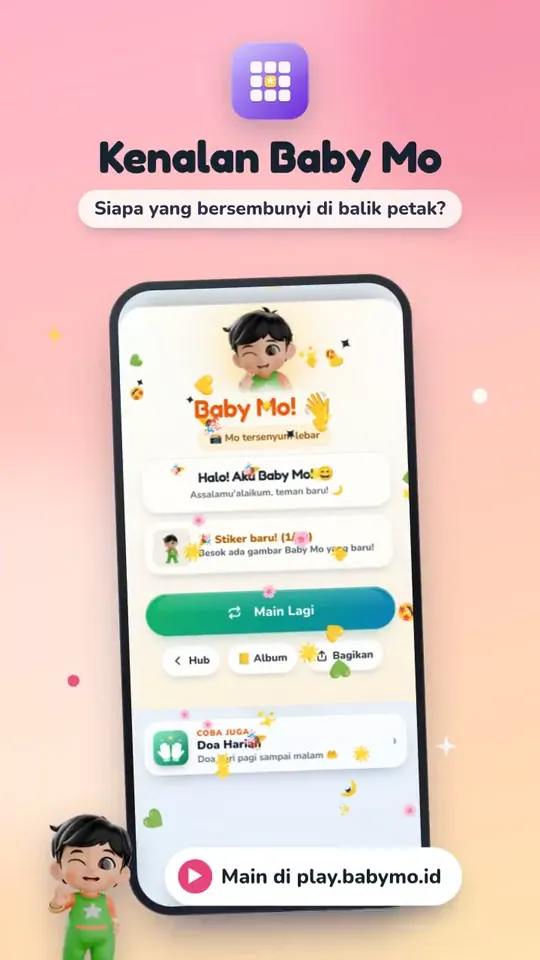 Kenalan Baby Mo
Siapa yang bersembunyi di balik petak?
Baby Mo!
Mo tersenyum lebar
Halo! Aku Baby Mo!
Assalamu'alaikum, teman baru!
Stiker baru! (1/
Besok ada gambar Baby Mo yang baru!
Main Lagi
Hub
Album
Bagikan
COBA JUGA
Doa Harian
Doa dari pagi sampai malam
Main di play.babymo.id